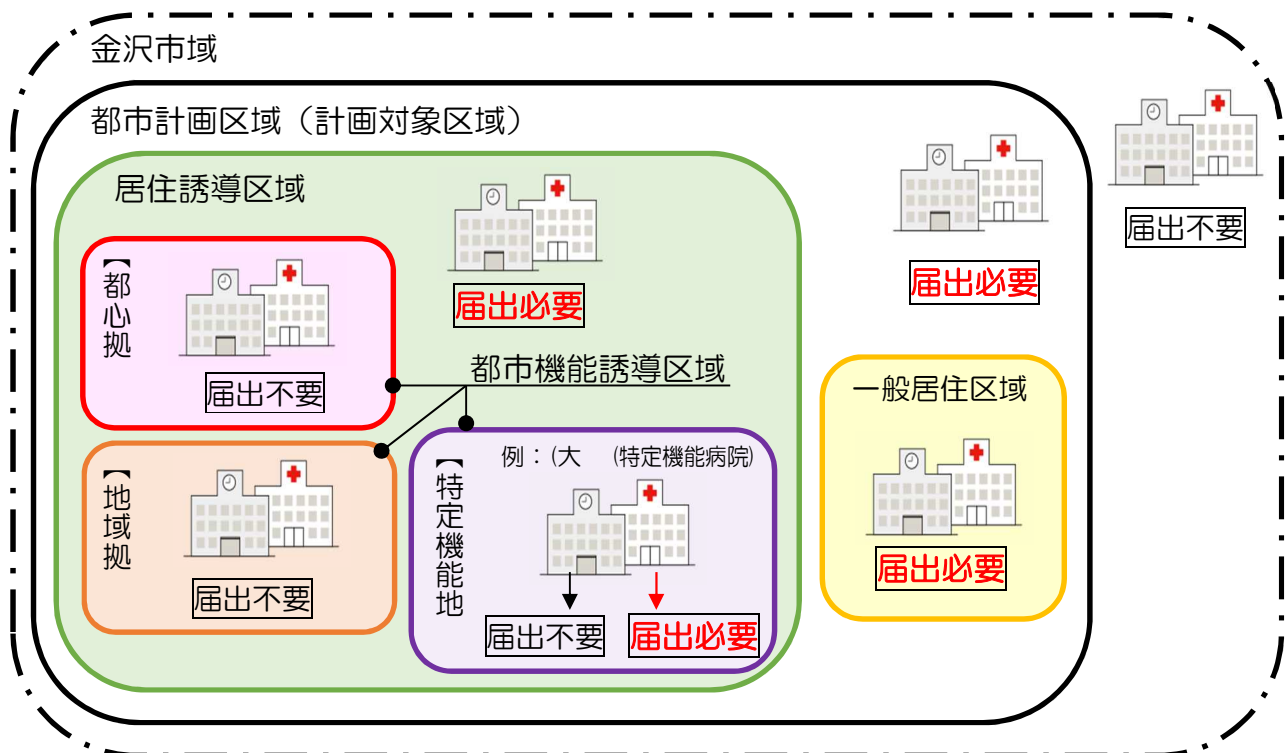 金沢市域
都市計画区域（計画対象区域）
居住誘導区域
届出必要
届出必要
届出不要
【都心拠
届出不要
都市機能誘導区域
一般居住区域
届出必要
【地域拠
届出不要
【特定機能地
例：(大　(特定機能病院)
届出不要
届出必要